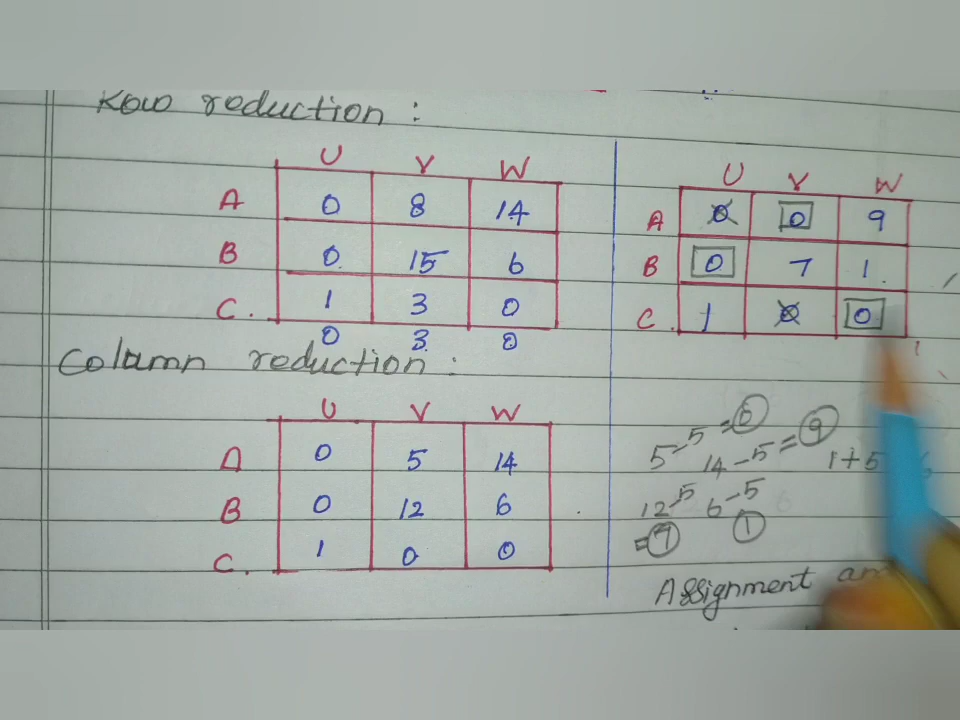 Row reduction :
U V W
A 0 8 14
B 0 15 6
C. 1 3 0
0 3 0
Column reduction :
U V W
A 0 5 14
B 0 12 6
C. 1 0 0
U V W
A 0 0 9
B 0 7 1
C. 1 0 0
5-5=0
14-5=9
1+5
12-5
=7
6-5
1
Assignment